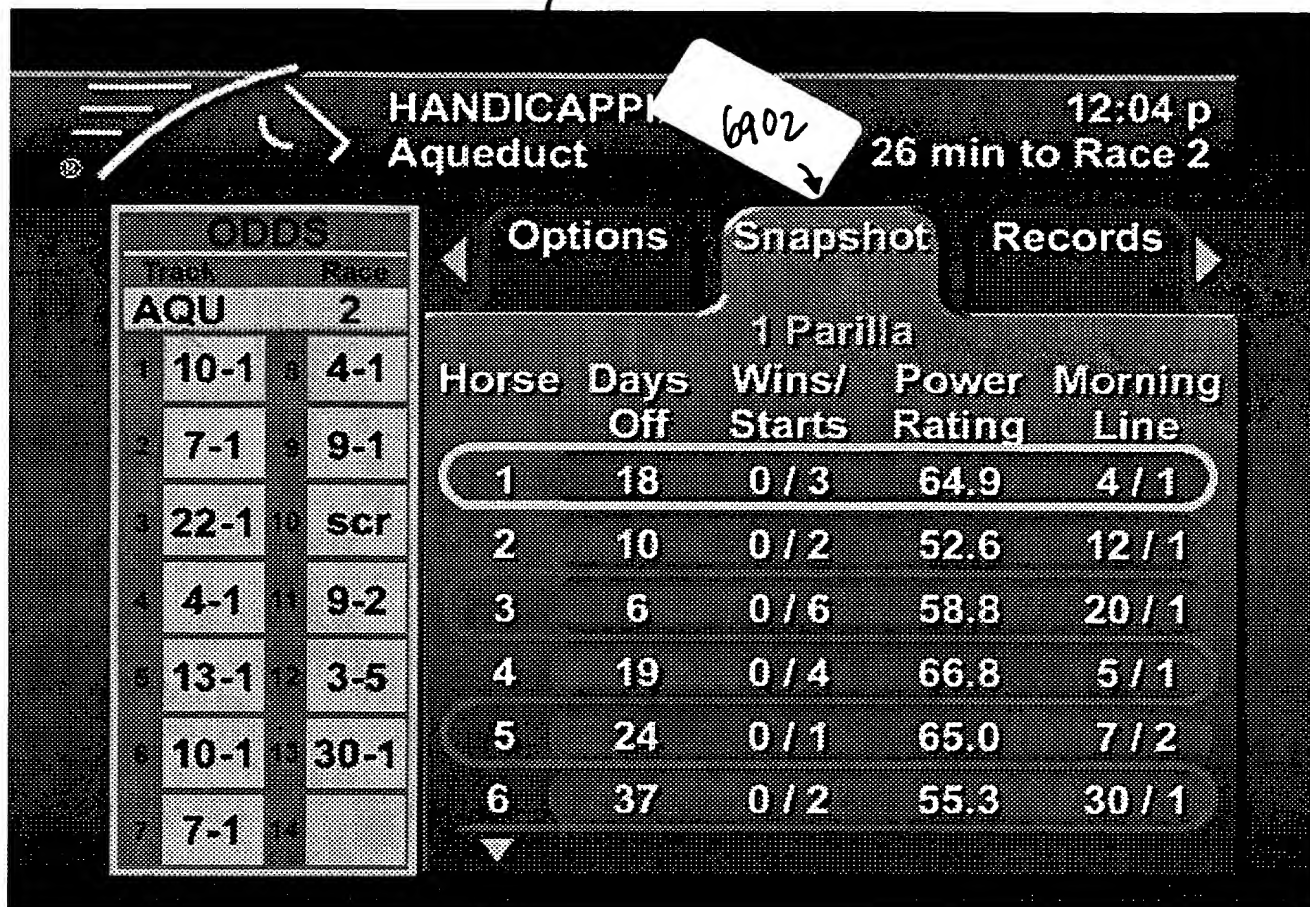 HANDICAPPI
6902
12:04 p
Aqueduct
26 min to Race 2
®
ODDS
Track Race
AQU 2
1 10-1 8 4-1
2 7-1 9 9-1
3 22-1 10 scr
4 4-1 11 9-2
5 13-1 12 3-5
6 10-1 13 30-1
7 7-1 14
Options Snapshot Records
1 Parilla
Horse Days Wins/ Power Morning
Off Starts Rating Line
1 18 0 / 3 64.9 4 / 1
2 10 0 / 2 52.6 12 / 1
3 6 0 / 6 58.8 20 / 1
4 19 0 / 4 66.8 5 / 1
5 24 0 / 1 65.0 7 / 2
6 37 0 / 2 55.3 30 / 1